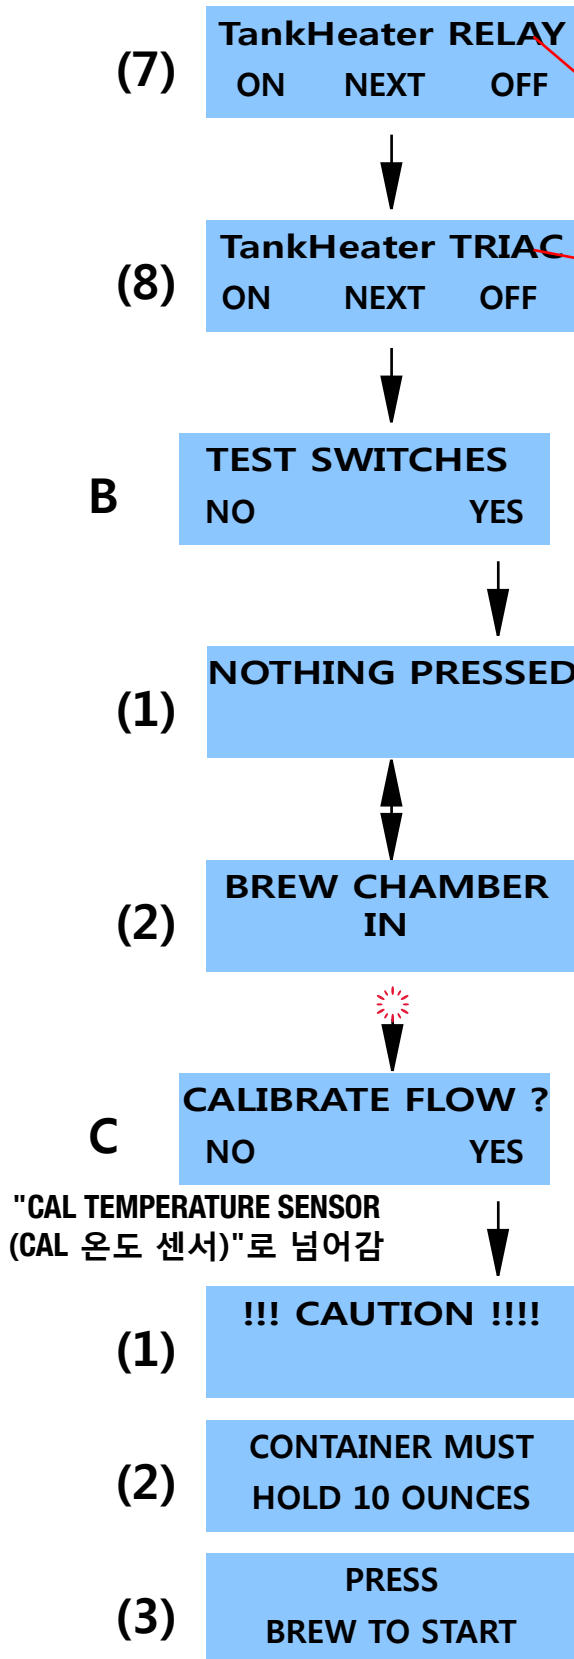 TankHeater RELAY
(7)
ON NEXT OFF
TankHeater TRIAC
(8)
ON NEXT OFF
TEST SWITCHES
B
NO YES
NOTHING PRESSED
(1)
BREW CHAMBER
(2)
IN
CALIBRATE FLOW ?
C
NO YES
"CAL TEMPERATURE SENSOR
(CAL 온도 센서)"로 넘어감
!!! CAUTION !!!!
(1)
CONTAINER MUST
(2)
HOLD 10 OUNCES
PRESS
(3)
BREW TO START